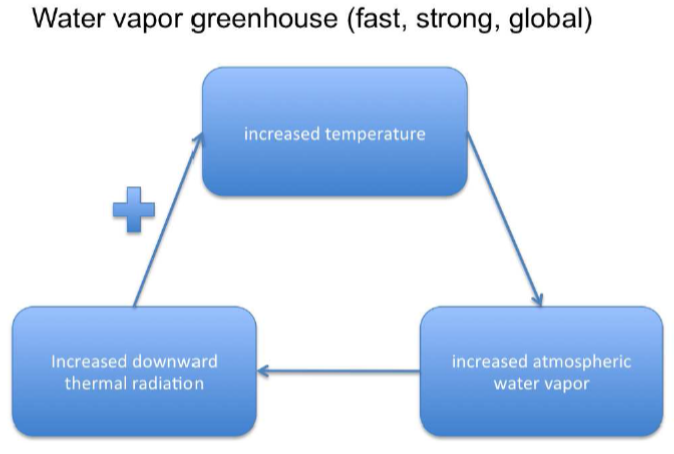 Water vapor greenhouse (fast, strong, global)
increased temperature
Increased downward
thermal radiation
increased atmospheric
water vapor